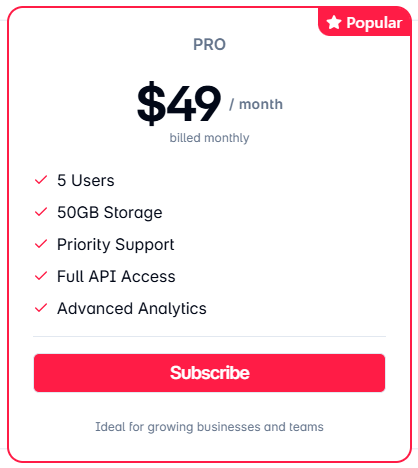 Popular
PRO
$49 / month
billed monthly
5 Users
50GB Storage
Priority Support
Full API Access
Advanced Analytics
Subscribe
Ideal for growing businesses and teams